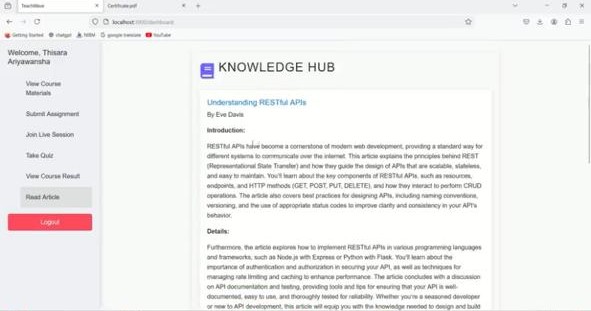 TeachWave
Certificate.pdf
localhost:3000/dashboard
Getting Started
chatgpt
NIBM
google translate
YouTube
Welcome, Thisara
Ariyawansha
View Course
Materials
Submit Assignment
Join Live Session
Take Quiz
View Course Result
Read Article
Logout
KNOWLEDGE HUB
Understanding RESTful APIs
By Eve Davis
Introduction:
RESTful APIs have become a cornerstone of modern web development, providing a standard way for
different systems to communicate over the internet. This article explains the principles behind REST
(Representational State Transfer) and how they guide the design of APIs that are scalable, stateless,
and easy to maintain. You'll learn about the key components of RESTful APIs, such as resources,
endpoints, and HTTP methods (GET, POST, PUT, DELETE), and how they interact to perform CRUD
operations. The article also covers best practices for designing APIs, including naming conventions,
versioning, and the use of appropriate status codes to improve clarity and consistency in your API's
behavior.
Details:
Furthermore, the article explores how to implement RESTful APIs in various programming languages
and frameworks, such as Node.js with Express or Python with Flask. You'll learn about the
importance of authentication and authorization in securing your API, as well as techniques for
managing rate limiting and caching to enhance performance. The article concludes with a discussion
on API documentation and testing, providing tools and tips for ensuring that your API is well-
documented, easy to use, and thoroughly tested for reliability. Whether you're a seasoned developer
or new to API development, this article will equip you with the knowledge needed to design and build